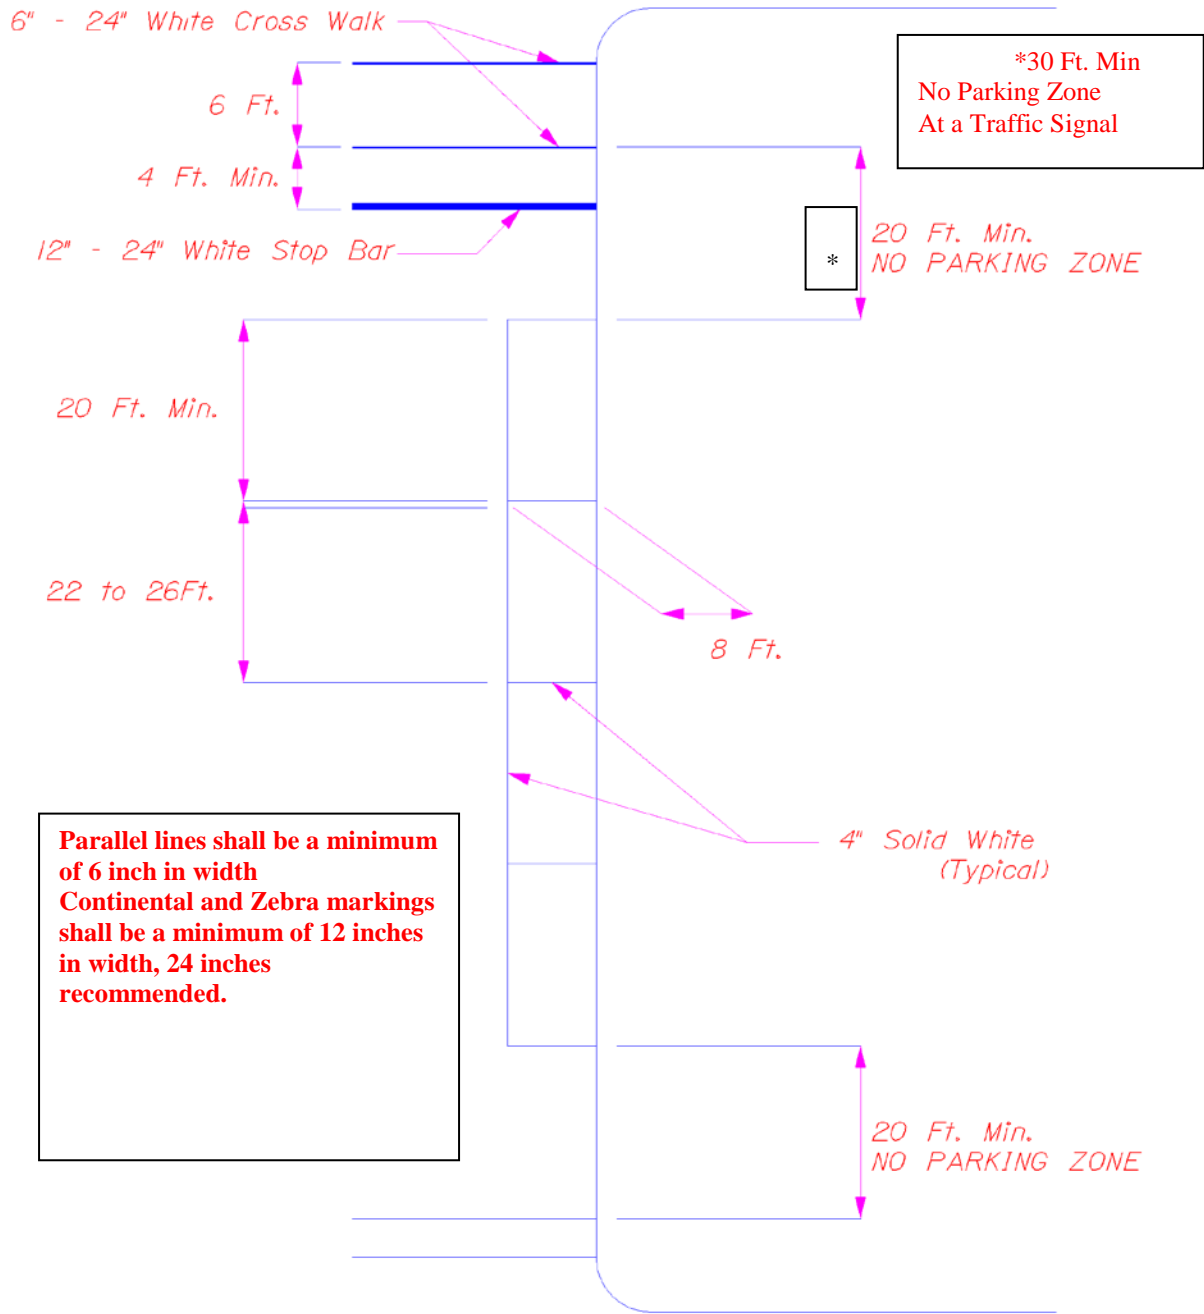 6" - 24" White Cross Walk
*30 Ft. Min
No Parking Zone
At a Traffic Signal
6 Ft.
4 Ft. Min.
12" - 24" White Stop Bar
*
20 Ft. Min.
NO PARKING ZONE
20 Ft. Min.
22 to 26Ft.
8 Ft.
4" Solid White
(Typical)
Parallel lines shall be a minimum
of 6 inch in width
Continental and Zebra markings
shall be a minimum of 12 inches
in width, 24 inches
recommended.
20 Ft. Min.
NO PARKING ZONE